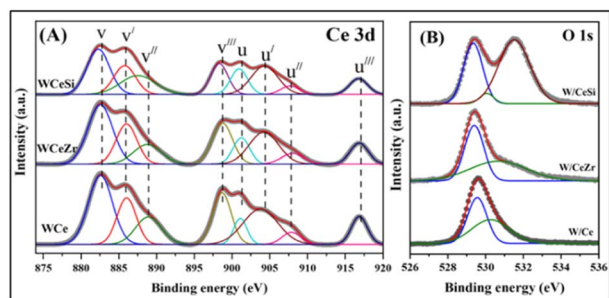 (A)
Ce 3d
v
v/
v//
v///
u
u/
u//
u///
WCeSi
WCeZr
WCe
Intensity (a.u.)
875 880 885 890 895 900 905 910 915 920
Binding energy (eV)
(B)
O 1s
W/CeSi
W/CeZr
W/Ce
Intensity (a.u.)
526 528 530 532 534 536
Binding energy (eV)